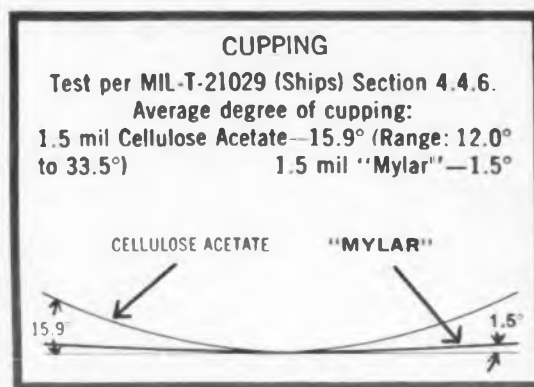 CUPPING
Test per MIL-T-21029 (Ships) Section 4.4.6.
Average degree of cupping:
1.5 mil Cellulose Acetate—15.9° (Range: 12.0°
to 33.5°) 1.5 mil "Mylar"—1.5°
CELLULOSE ACETATE "MYLAR"
15.9° 1.5°